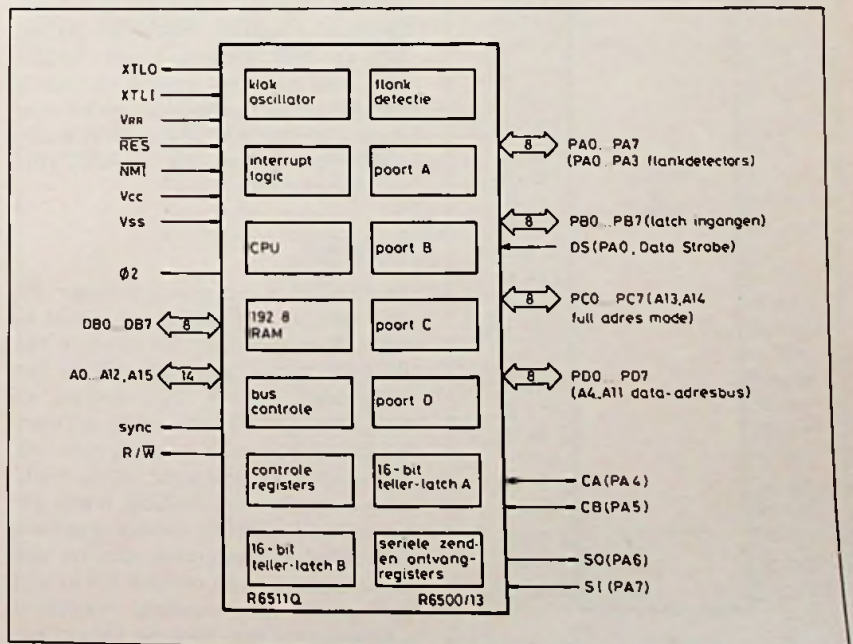 XTLO
XTLI
VRR
RES
NMI
Vcc
Vss
Ø2
DB0...DB7
8
A0...A12,A15
14
sync
R/W
klok
oscillator
flank
detectie
interrupt
logic
poort A
CPU
poort B
192 8
RAM
poort C
bus
controle
poort D
controle
registers
16-bit
teller-latch A
16-bit
teller-latch B
seriele zend-
en ontvang-
registers
R6511Q
R6500/13
8
PA0...PA7
(PA0...PA3 flankdetectors)
8
PB0...PB7(latch ingangen)
DS(PA0,Data Strobe)
8
PC0...PC7(A13,A14
full adres mode)
8
PD0...PD7
(A4..A11 data-adresbus)
CA(PA4)
CB(PA5)
SO(PA6)
SI(PA7)